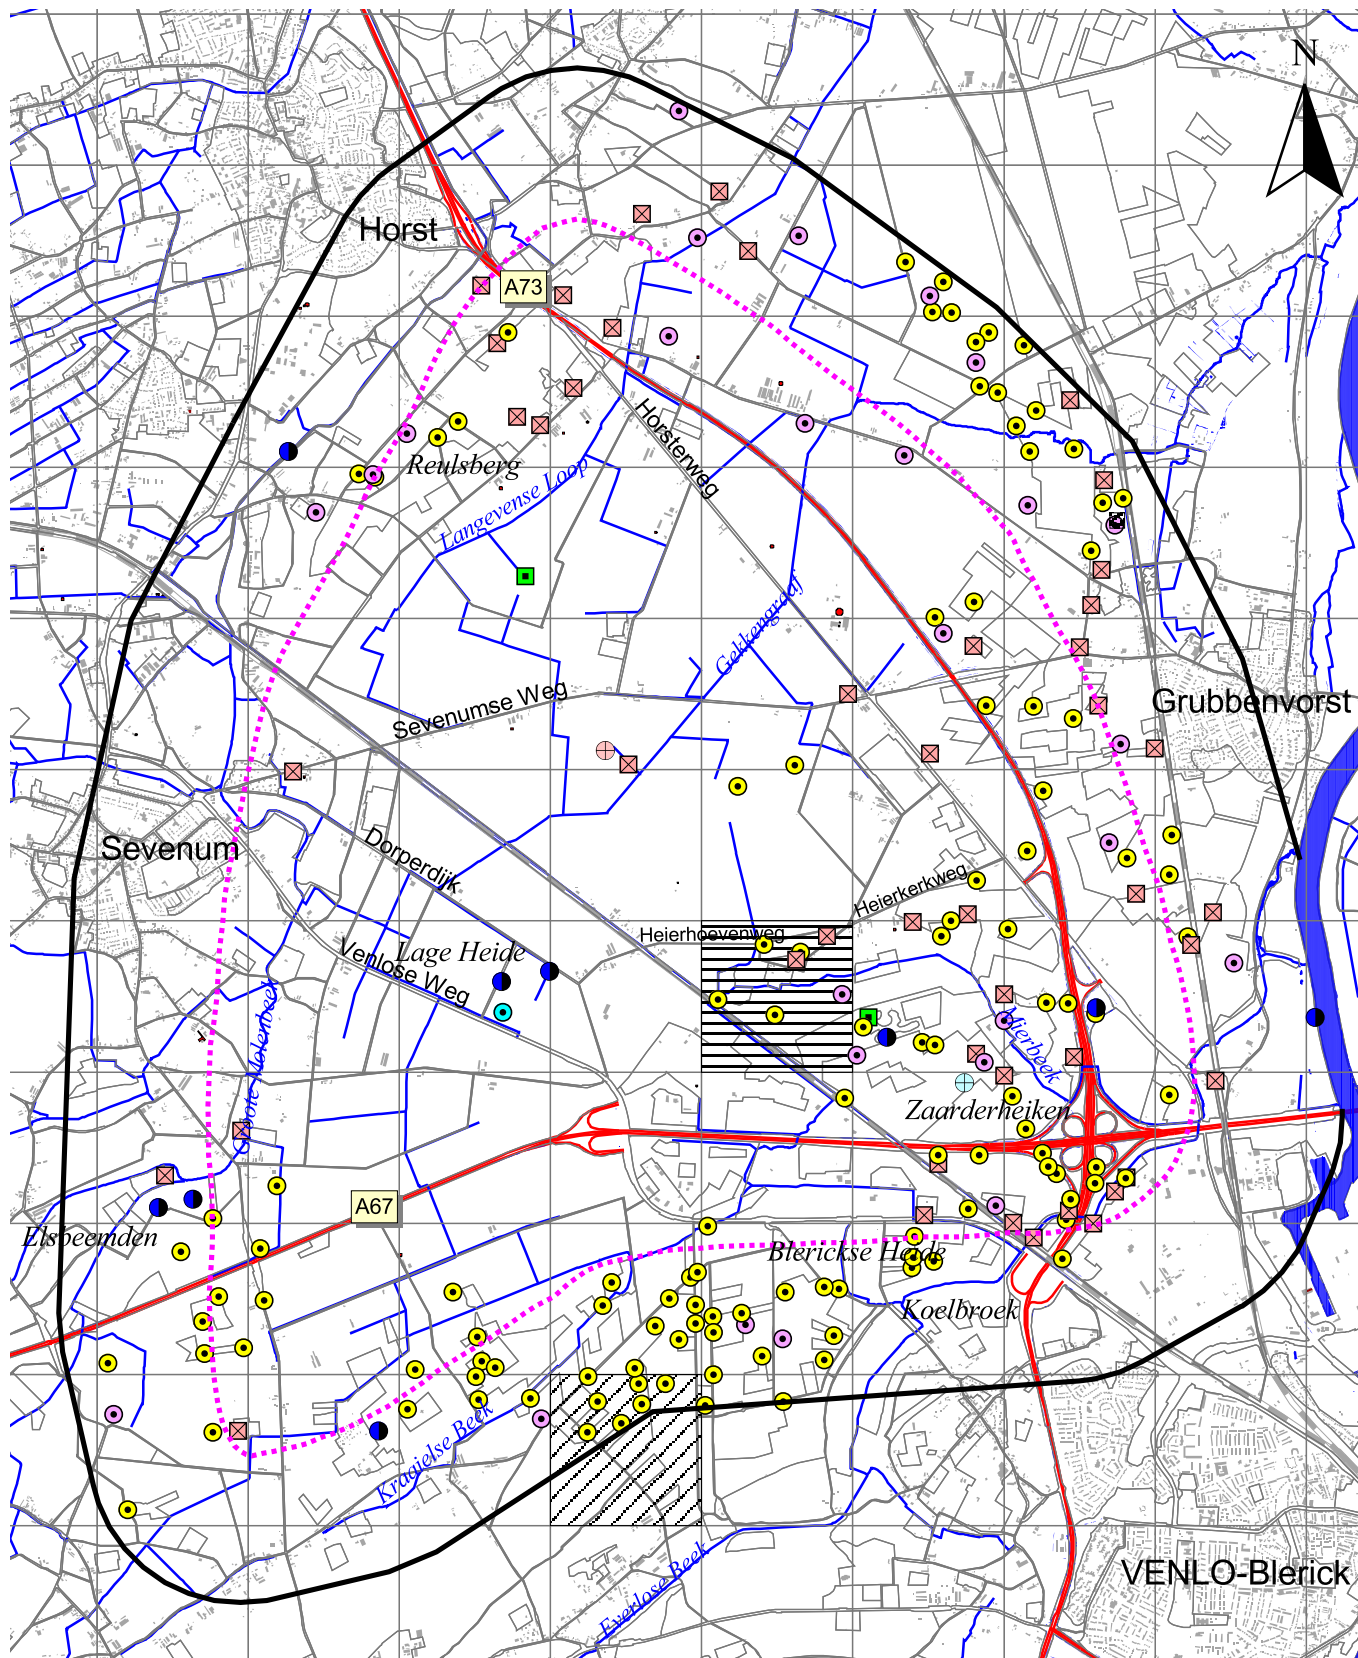 N
Horst
A73
Horsterweg
Reulsberg
Langevense Loop
Gekkengraaf
Sevenumse Weg
Grubbenvorst
Sevenum
Dorperdijk
Heierkerkweg
Heierhoevenweg
Lage Heide
Venlose Weg
Groote Molenbeek
Mierbeek
Zaarderheiken
A67
Elsbeemden
Blerickse Heide
Koelbroek
Kraaielse Beek
Everlose Beek
VENLO-Blerick